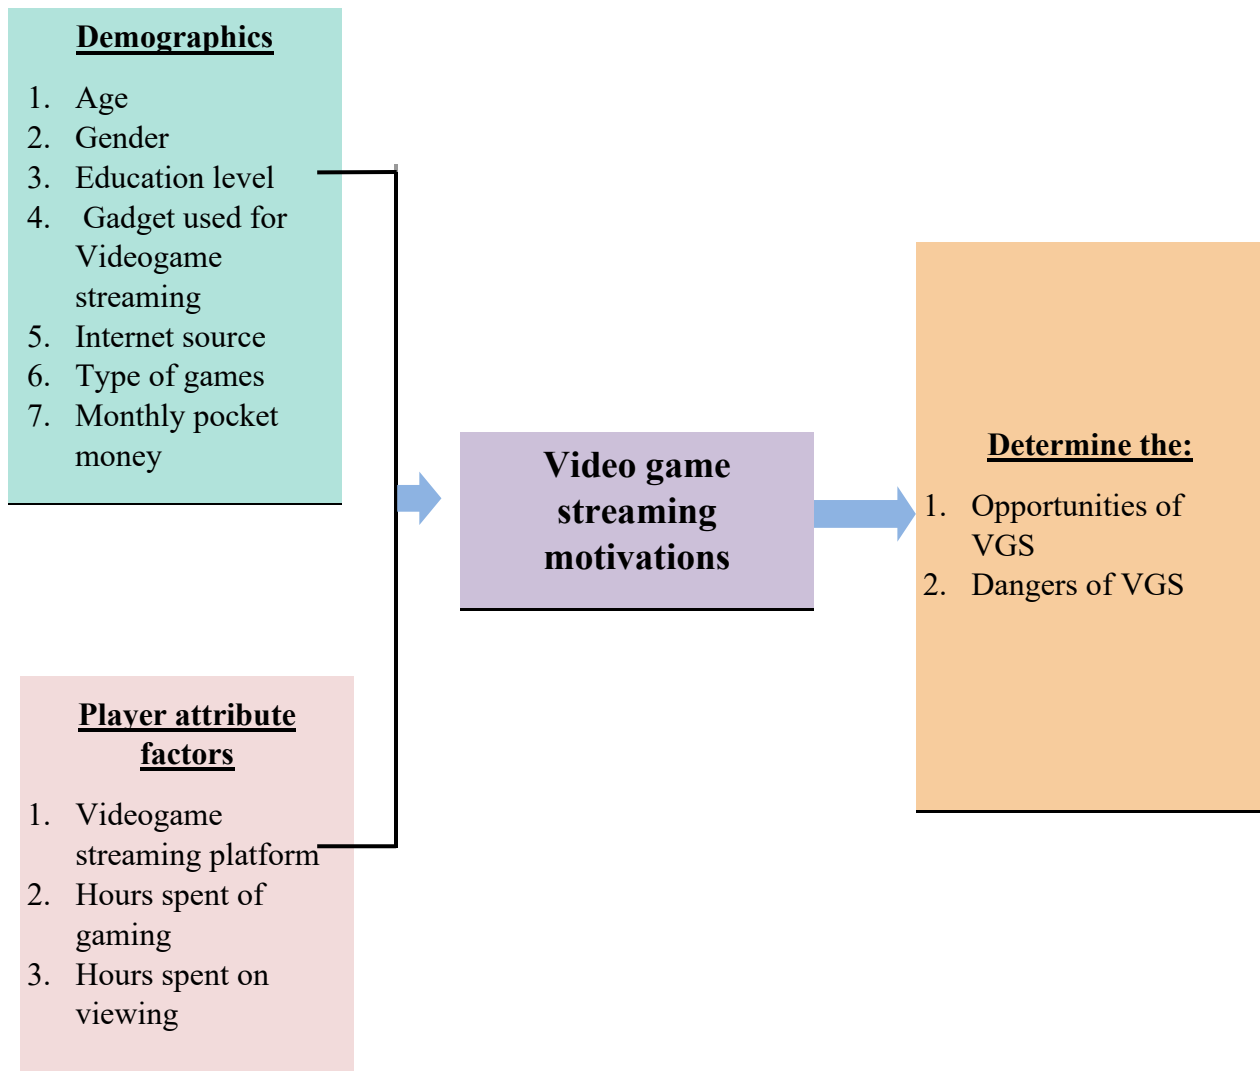 Demographics
1. Age
2. Gender
3. Education level
4. Gadget used for
Videogame
streaming
5. Internet source
6. Type of games
7. Monthly pocket
money
Player attribute
factors
1. Videogame
streaming platform
2. Hours spent of
gaming
3. Hours spent on
viewing
Video game
streaming
motivations
Determine the:
1. Opportunities of
VGS
2. Dangers of VGS